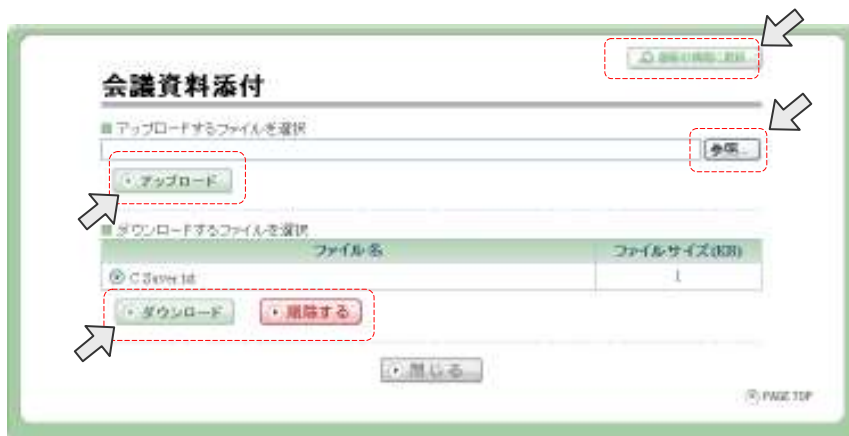 会議資料添付
アップロードするファイルを選択
参照...
アップロード
ダウンロードするファイルを選択
ファイル名 ファイルサイズ(KB)
1
ダウンロード 削除する
閉じる
PAGE TOP